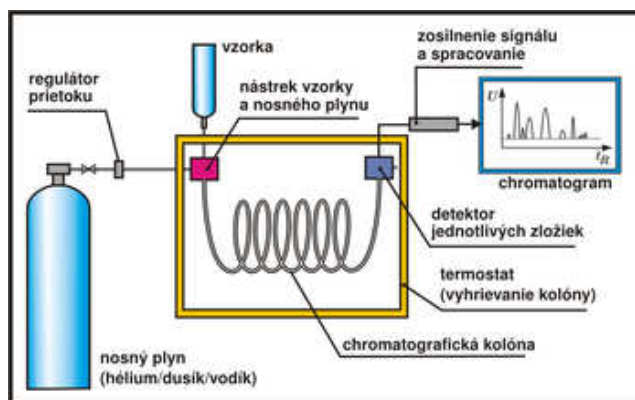 vzorka
zosilnenie signálu
a spracovanie
regulátor
prietoku
nástrek vzorky
a nosného plynu
U
t_R
chromatogram
detektor
jednotlivých zložiek
termostat
(vyhrievanie kolóny)
chromatografická kolóna
nosný plyn
(hélium/dusík/vodík)